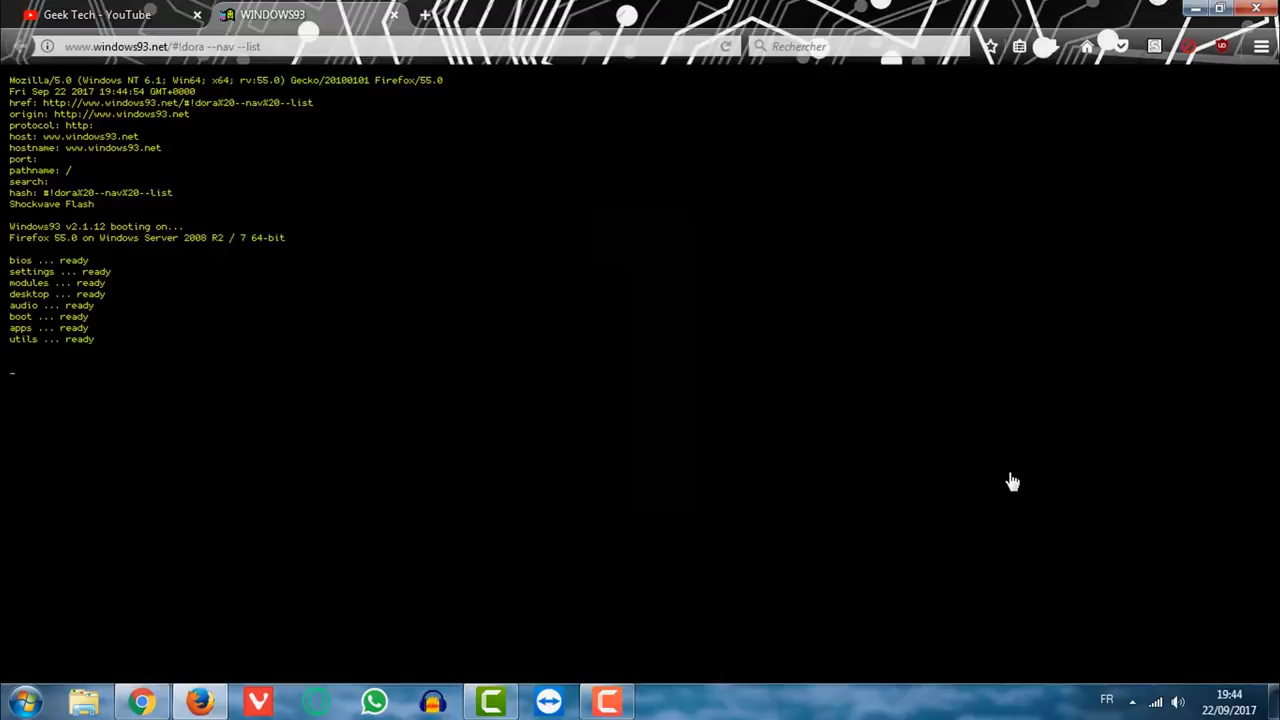 Geek Tech - YouTube
WINDOWS93
www.windows93.net/#!dora --nav --list
Rechercher
Mozilla/5.0 (Windows NT 6.1; Win64; x64; rv:55.0) Gecko/20100101 Firefox/55.0
Fri Sep 22 2017 19:44:54 GMT+0000
href: http://www.windows93.net/#!dora%20--nav%20--list
origin: http://www.windows93.net
protocol: http:
host: www.windows93.net
hostname: www.windows93.net
port:
pathname: /
search:
hash: #!dora%20--nav%20--list
Shockwave Flash
Windows93 v2.1.12 booting on...
Firefox 55.0 on Windows Server 2008 R2 / 7 64-bit
bios ... ready
settings ... ready
modules ... ready
desktop ... ready
audio ... ready
boot ... ready
apps ... ready
utils ... ready
_
FR
19:44
22/09/2017